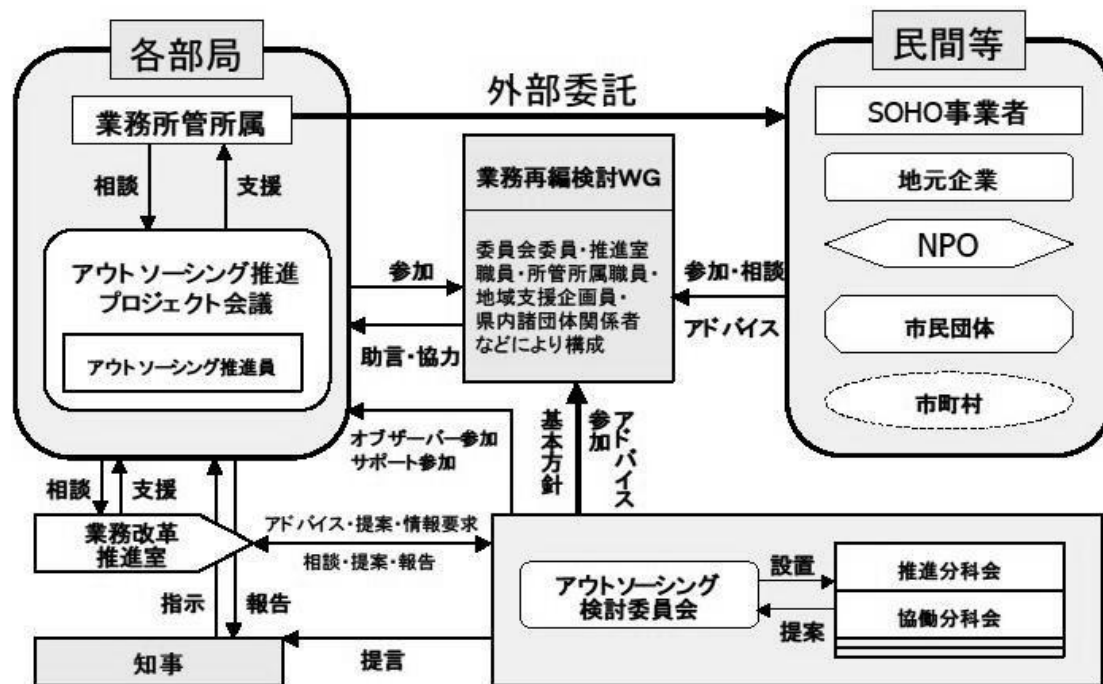 各部局
民間等
業務所管所属
外部委託
SOHO事業者
相談
支援
業務再編検討WG
地元企業
委員会委員・推進室
職員・所管所属職員・
地域支援企画員・
県内諸団体関係者
などにより構成
NPO
アウトソーシング推進
プロジェクト会議
アウトソーシング推進員
参加
助言・協力
参加・相談
アドバイス
市民団体
市町村
オブザーバー参加
サポート参加
基本方針
参加
アドバイス
相談
支援
業務改革
推進室
アドバイス・提案・情報要求
相談・提案・報告
アウトソーシング
検討委員会
設置
提案
推進分科会
協働分科会
指示
報告
知事
提言